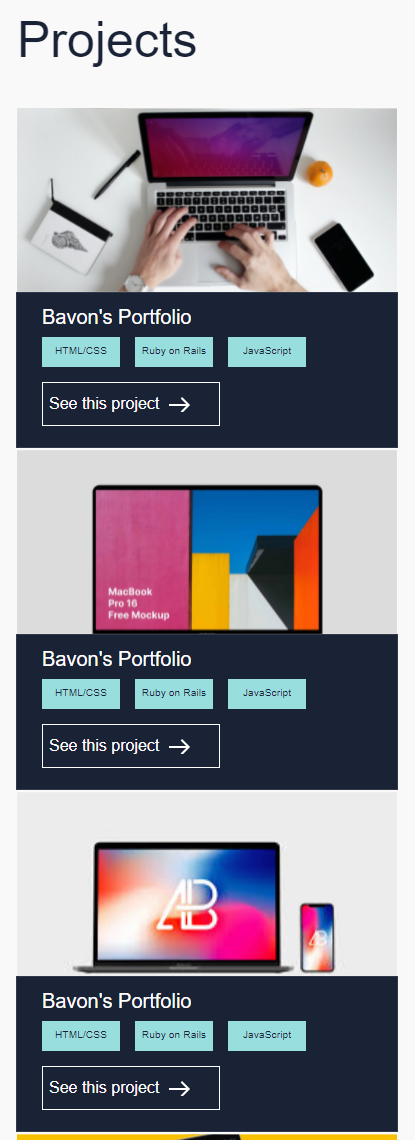 Projects
Bavon's Portfolio
HTML/CSS
Ruby on Rails
JavaScript
See this project
MacBook
Pro 16
Free Mockup
Bavon's Portfolio
HTML/CSS
Ruby on Rails
JavaScript
See this project
AB
Bavon's Portfolio
HTML/CSS
Ruby on Rails
JavaScript
See this project